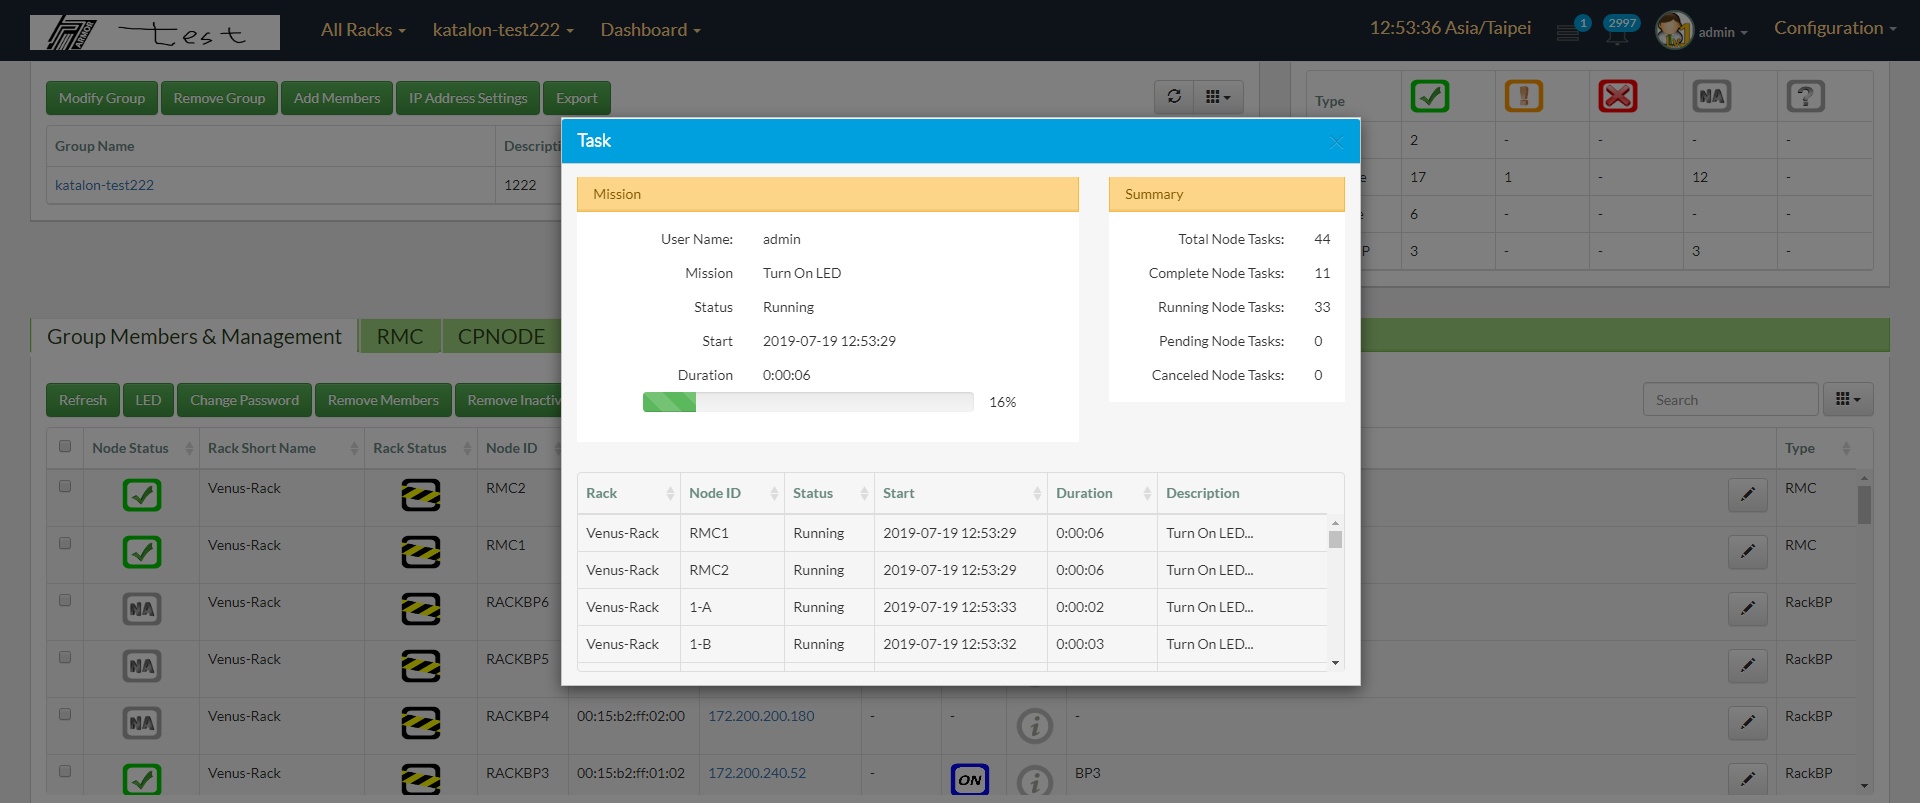 ARMOR test All Racks katalon-test222 Dashboard 12:53:36 Asia/Taipei 1 2997 admin Configuration
Modify Group Remove Group Add Members IP Address Settings Export
Group Name
katalon-test222 1222
Type NA ?
2 - - - -
17 1 - 12 -
6 - - - -
3 - - 3 -
Task
Mission
User Name: admin
Mission Turn On LED
Status Running
Start 2019-07-19 12:53:29
Duration 0:00:06
16%
Summary
Total Node Tasks: 44
Complete Node Tasks: 11
Running Node Tasks: 33
Pending Node Tasks: 0
Canceled Node Tasks: 0
Rack Node ID Status Start Duration Description
Venus-Rack RMC1 Running 2019-07-19 12:53:29 0:00:06 Turn On LED...
Venus-Rack RMC2 Running 2019-07-19 12:53:29 0:00:06 Turn On LED...
Venus-Rack 1-A Running 2019-07-19 12:53:33 0:00:02 Turn On LED...
Venus-Rack 1-B Running 2019-07-19 12:53:32 0:00:03 Turn On LED...
Group Members & Management RMC CPNODE
Refresh LED Change Password Remove Members Remove Inactiv Search
Node Status Rack Short Name Rack Status Node ID Type
Venus-Rack RMC2 RMC
Venus-Rack RMC1 RMC
NA Venus-Rack RACKBP6 RackBP
NA Venus-Rack RACKBP5 RackBP
NA Venus-Rack RACKBP4 00:15:b2:ff:02:00 172.200.200.180 - - i - RackBP
Venus-Rack RACKBP3 00:15:b2:ff:01:02 172.200.240.52 - ON i BP3 RackBP